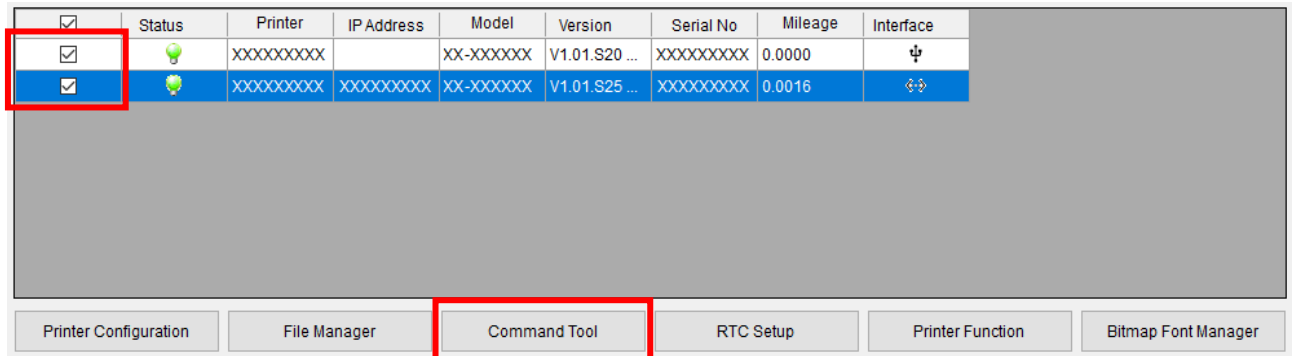 Status Printer IP Address Model Version Serial No Mileage Interface
XXXXXXXXX XX-XXXXXX V1.01.S20 ... XXXXXXXXX 0.0000
XXXXXXXXX XXXXXXXXX XX-XXXXXX V1.01.S25 ... XXXXXXXXX 0.0016
Printer Configuration File Manager Command Tool RTC Setup Printer Function Bitmap Font Manager